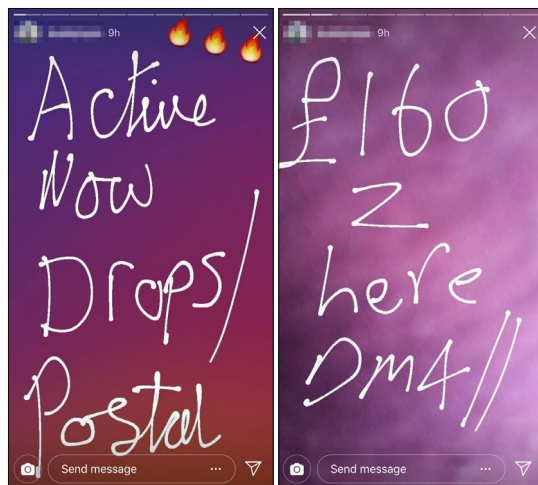 9h
Active
Now
Drops/
Postal
Send message
9h
£160
Z
here
DM4//
Send message